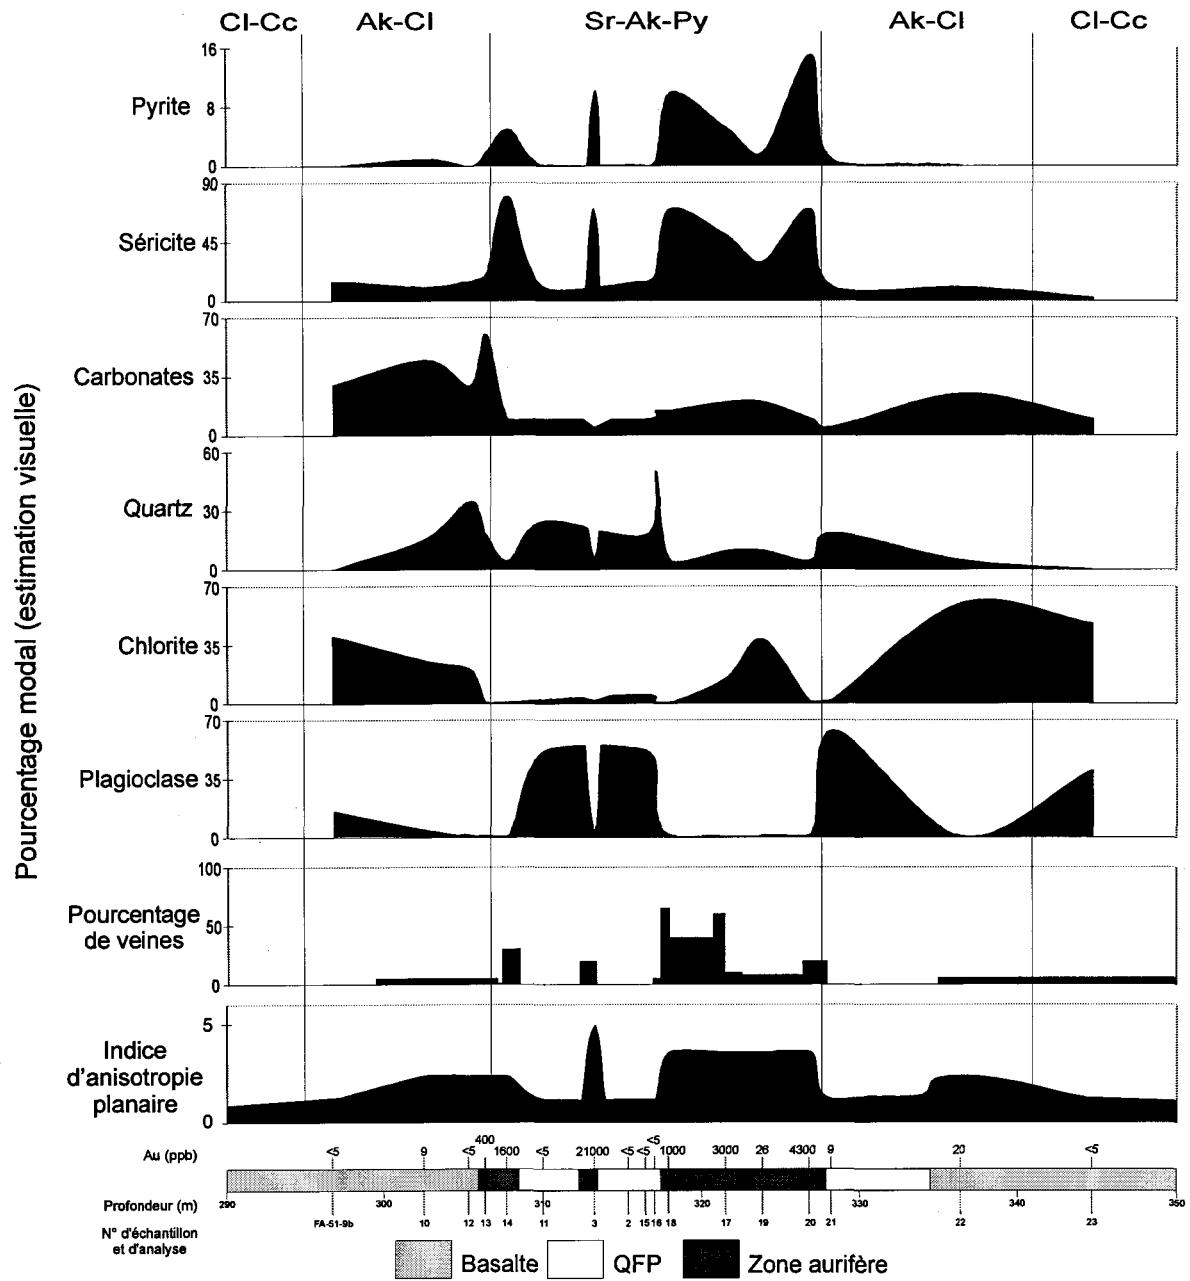 Cl-Cc Ak-Cl Sr-Ak-Py Ak-Cl Cl-Cc
Pourcentage modal (estimation visuelle)
16
Pyrite 8
0
90
Séricite 45
0
70
Carbonates 35
0
60
Quartz 30
0
70
Chlorite 35
0
70
Plagioclase 35
0
100
Pourcentage
de veines 50
0
5
Indice
d'anisotropie
planaire
0
Au (ppb) <5 9 <5 400 1600 <5 21000 <5 <5 <5 1000 3000 26 4300 9 20 <5
Profondeur (m) 290 300 310 320 330 340 350
N° d'échantillon
et d'analyse
FA-51-9b 10 12 13 14 11 3 2 15 16 18 17 19 20 21 22 23
Basalte QFP Zone aurifère